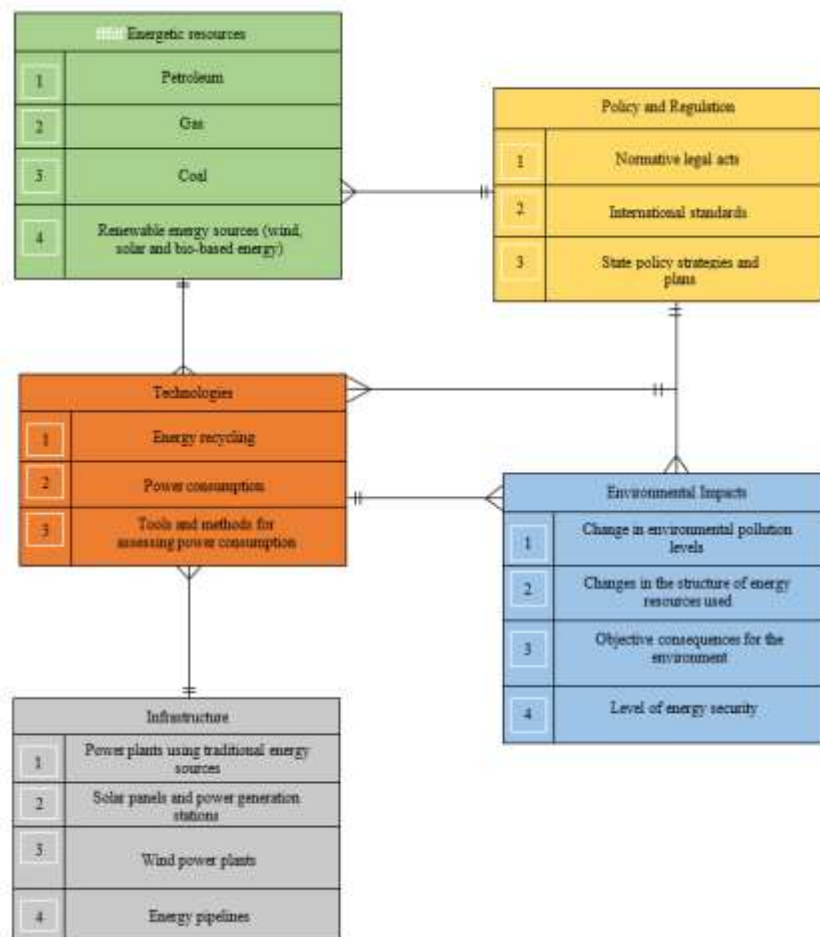 Energetic resources
1
Petroleum
2
Gas
3
Coal
4
Renewable energy sources (wind,
solar and bio-based energy)
Policy and Regulation
1
Normative legal acts
2
International standards
3
State policy strategies and
plans
Technologies
1
Energy recycling
2
Power consumption
3
Tools and methods for
assessing power consumption
Environmental Impacts
1
Change in environmental pollution
levels
2
Changes in the structure of energy
resources used
3
Objective consequences for the
environment
4
Level of energy security
Infrastructure
1
Power plants using traditional energy
sources
2
Solar panels and power generation
stations
3
Wind power plants
4
Energy pipelines